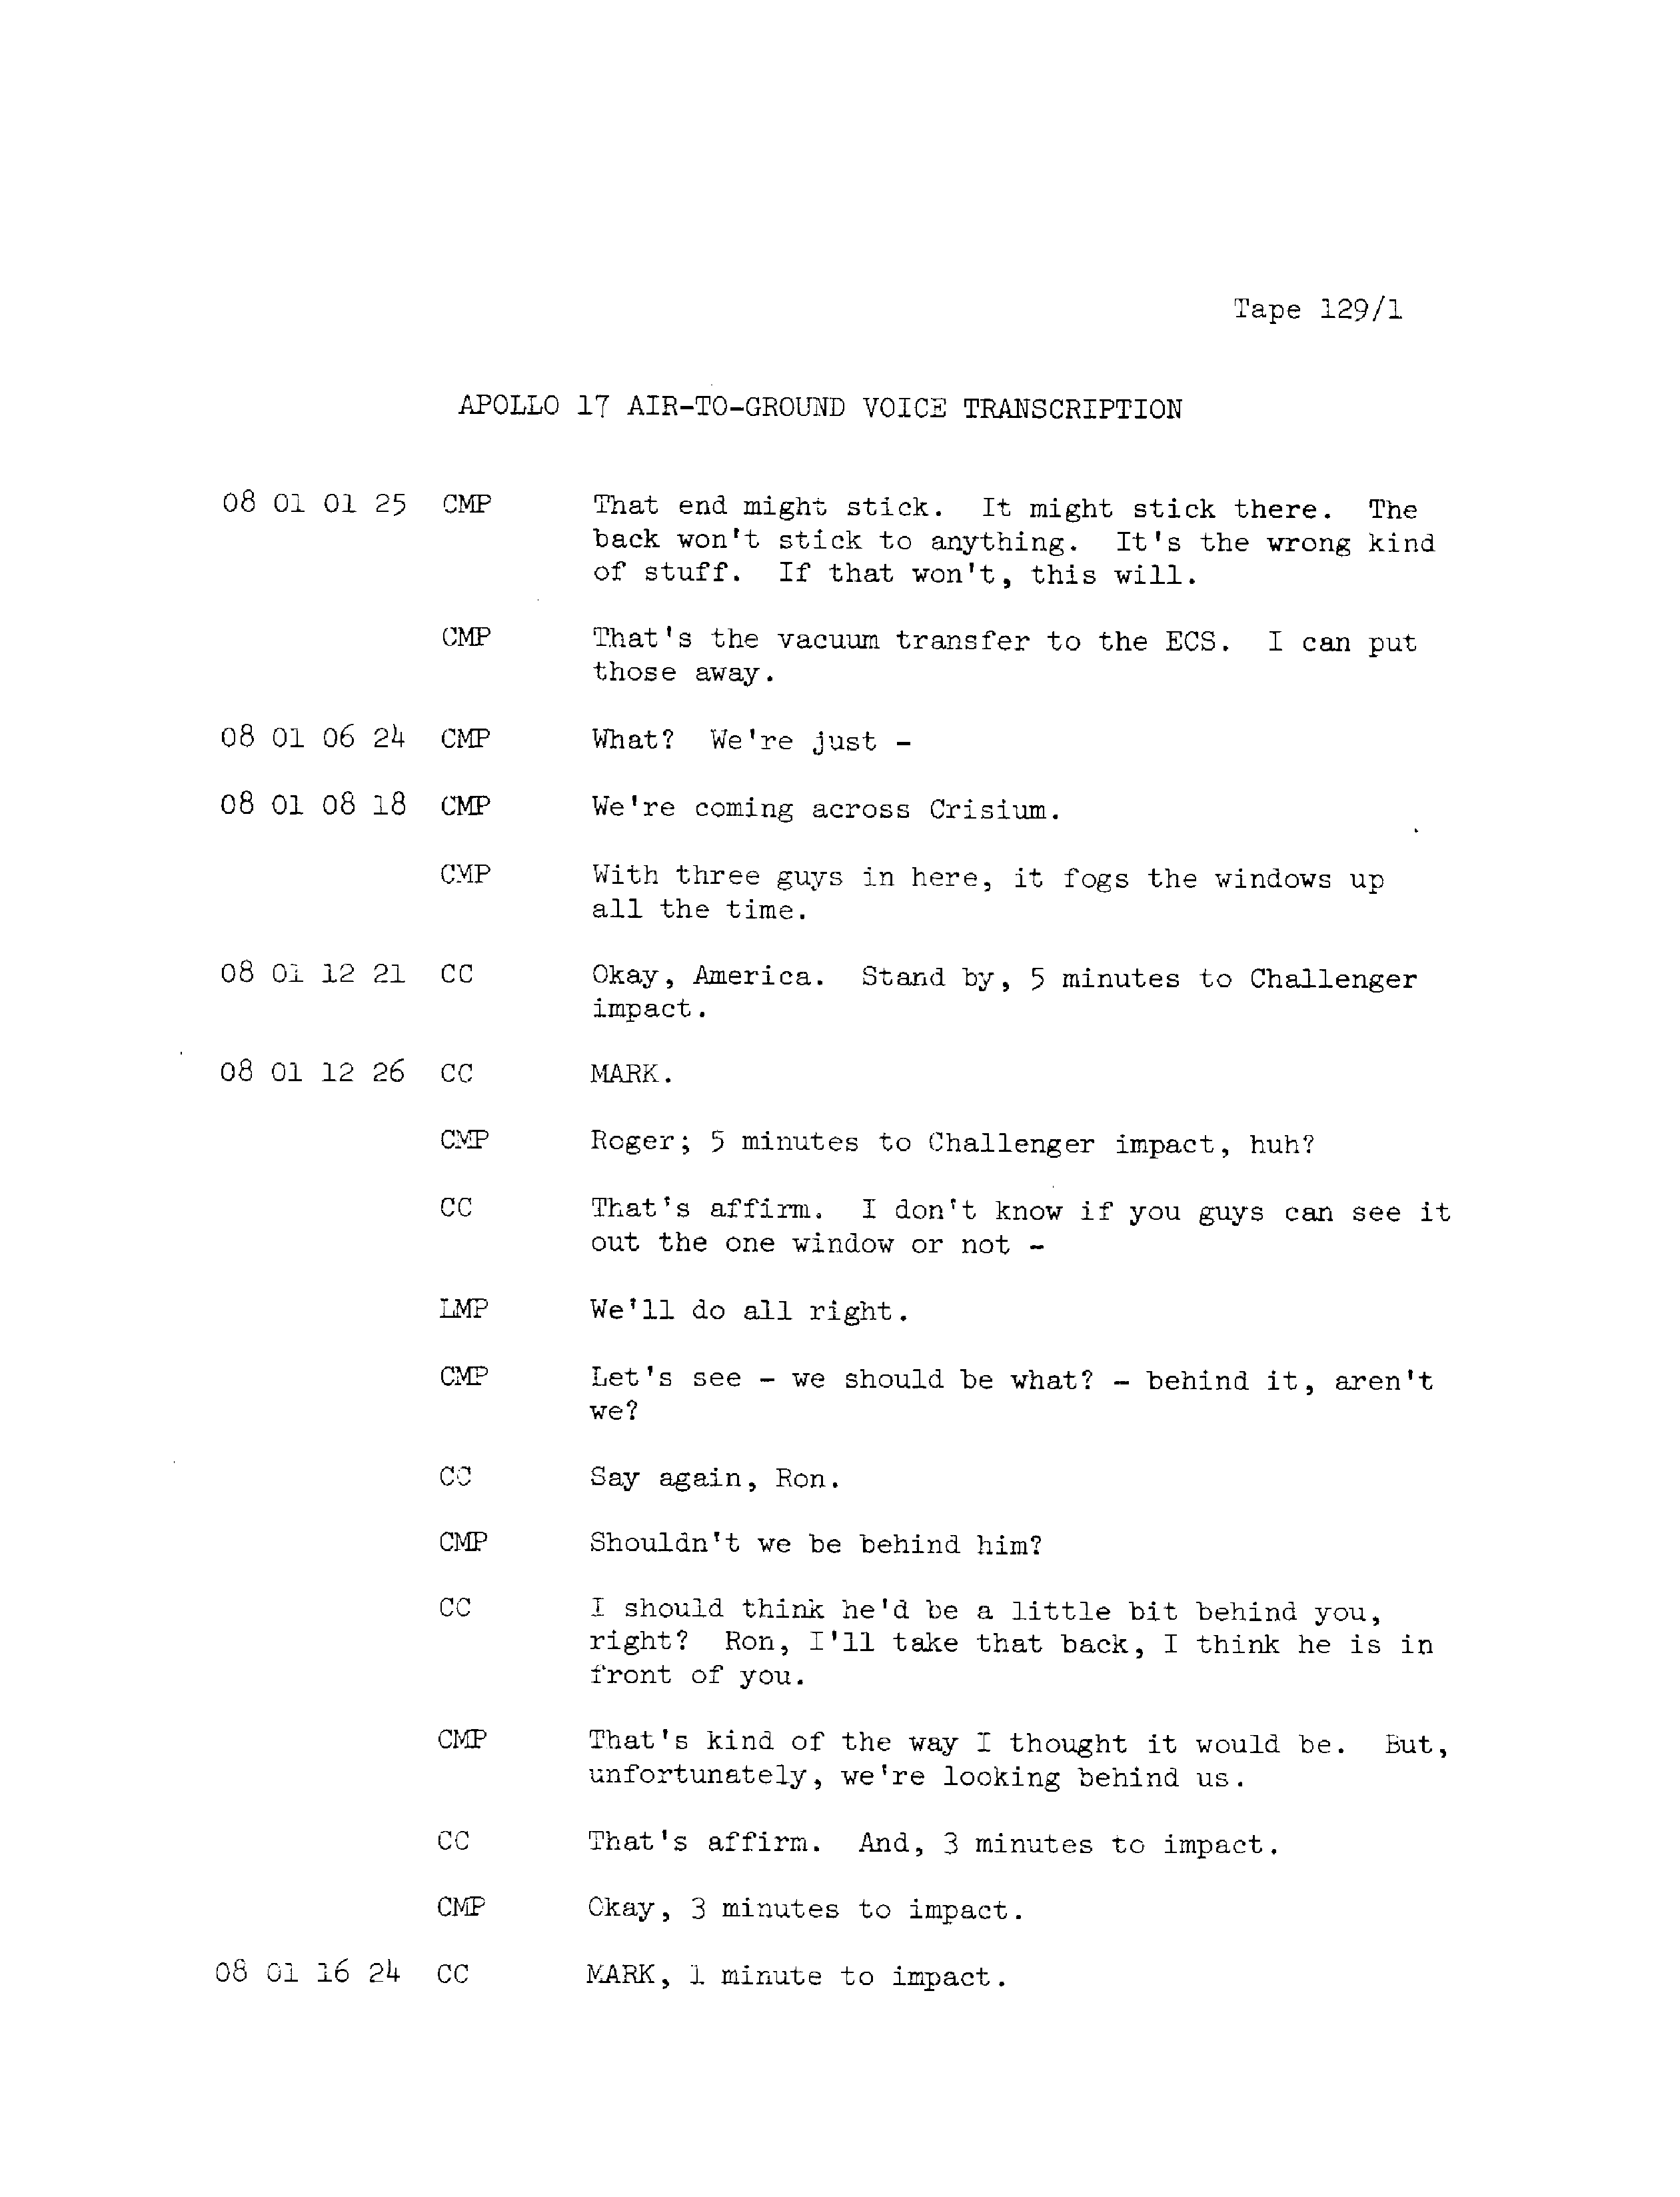 Tape 129/1
APOLLO 17 AIR-TO-GROUND VOICE TRANSCRIPTION
08 01 01 25 CMP That end might stick. It might stick there. The
back won't stick to anything. It's the wrong kind
of stuff. If that won't, this will.
CMP That's the vacuum transfer to the ECS. I can put
those away.
08 01 06 24 CMP What? We're just -
08 01 08 18 CMP We're coming across Crisium.
CMP With three guys in here, it fogs the windows up
all the time.
08 01 12 21 CC Okay, America. Stand by, 5 minutes to Challenger
impact.
08 01 12 26 CC MARK.
CMP Roger; 5 minutes to Challenger impact, huh?
CC That's affirm. I don't know if you guys can see it
out the one window or not -
LMP We'll do all right.
CMP Let's see - we should be what? - behind it, aren't
we?
CC Say again, Ron.
CMP Shouldn't we be behind him?
CC I should think he'd be a little bit behind you,
right? Ron, I'll take that back, I think he is in
front of you.
CMP That's kind of the way I thought it would be. But,
unfortunately, we're looking behind us.
CC That's affirm. And, 3 minutes to impact.
CMP Okay, 3 minutes to impact.
08 01 16 24 CC MARK, 1 minute to impact.